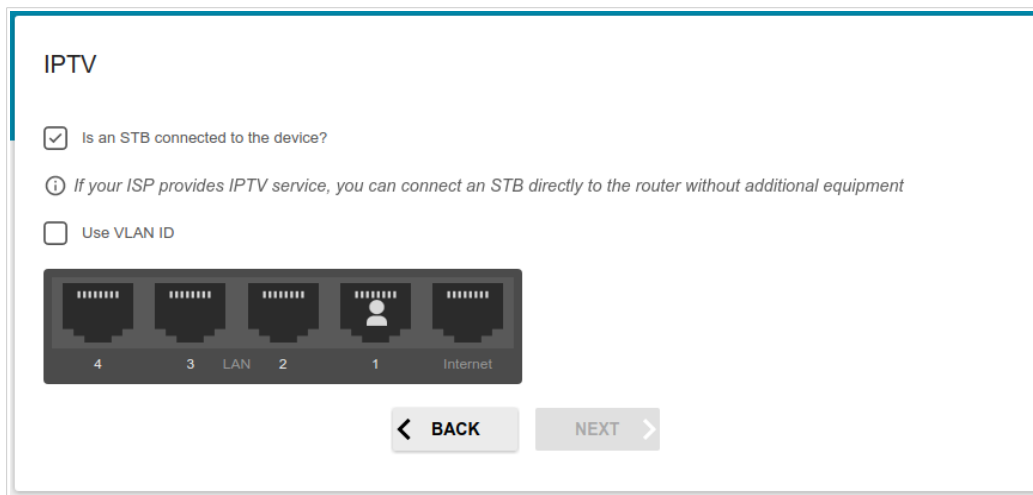 IPTV
Is an STB connected to the device?
If your ISP provides IPTV service, you can connect an STB directly to the router without additional equipment
Use VLAN ID
4 3 LAN 2 1 Internet
BACK NEXT